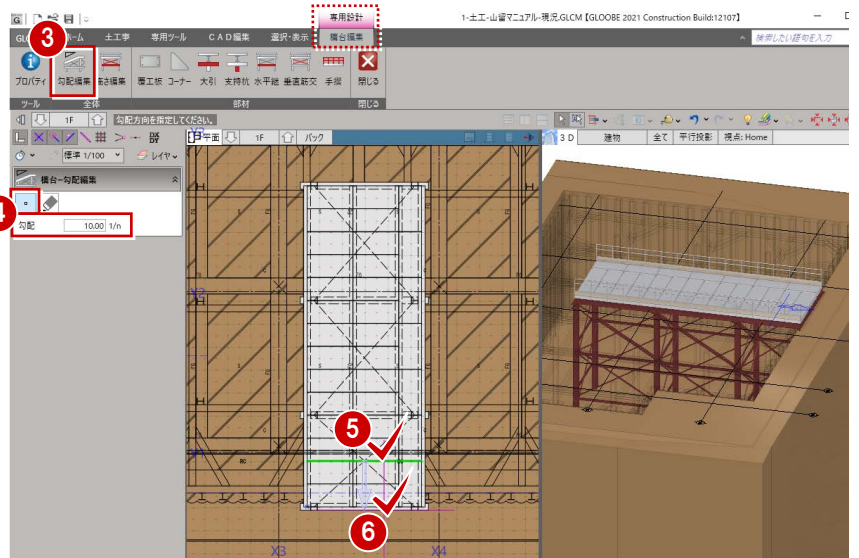 専用設計
1-土工-山留マニュアル-現況.GLCM【GLOOBE 2021 Construction Build:12107】
3
ホーム 土工事 専用ツール CAD編集 選択・表示 構台編集
検索したい語句を入力
プロパティ 勾配編集 高さ編集 覆工板 コーナー 大引 支持杭 水平継 垂直筋交 手摺 閉じる
ツール 全体 部材 閉じる
1F 勾配方向を指定してください。
平面 1F バック
3D 建物 全て 平行投影 視点: Home
標準 1/100 レイヤ
構台-勾配編集
4
勾配 10.00 1/n
Y3
Y2
Y1
5
6
X3 X4